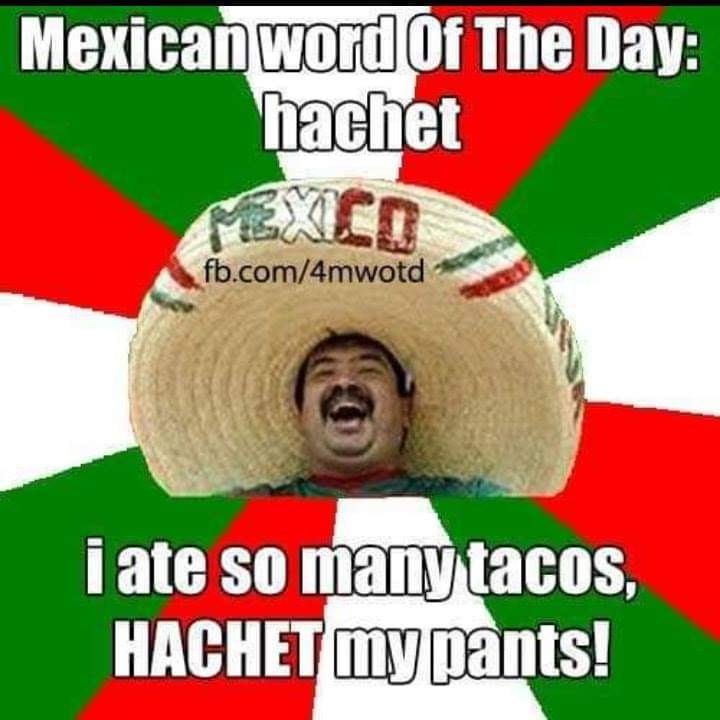 Mexican word Of The Day:
hachet
MEXICO
fb.com/4mwotd
i ate so many tacos,
HACHET my pants!